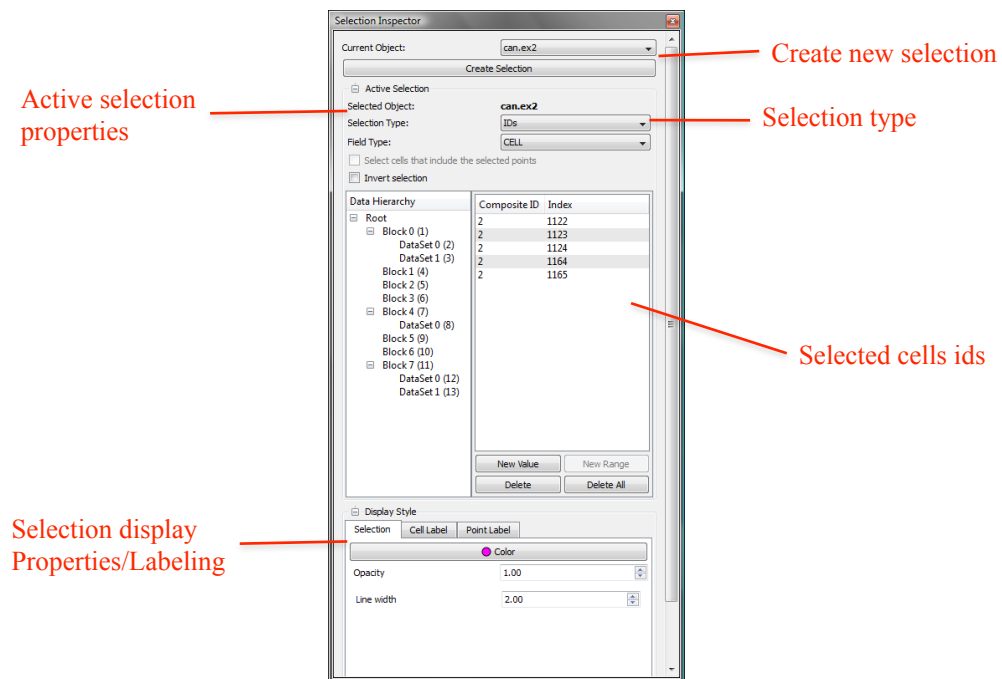 Selection Inspector
Current Object: can.ex2
Create Selection
Create new selection
Active Selection
Active selection
properties
Selected Object: can.ex2
Selection Type: IDs
Selection type
Field Type: CELL
Select cells that include the selected points
Invert selection
Data Hierarchy
Root
Block 0 (1)
DataSet 0 (2)
DataSet 1 (3)
Block 1 (4)
Block 2 (5)
Block 3 (6)
Block 4 (7)
DataSet 0 (8)
Block 5 (9)
Block 6 (10)
Block 7 (11)
DataSet 0 (12)
DataSet 1 (13)
Composite ID Index
2 1122
2 1123
2 1124
2 1164
2 1165
Selected cells ids
New Value New Range
Delete Delete All
Display Style
Selection display
Properties/Labeling
Selection Cell Label Point Label
Color
Opacity 1.00
Line width 2.00